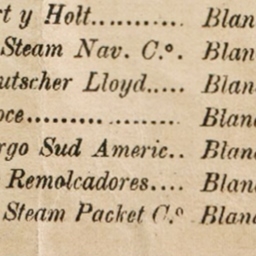 rt y Holt........... Blan
Steam Nav. C.º. Blan
utscher Lloyd..... Blan
oce.................. Blan
rgo Sud Americ.. Blan
Remolcadores.... Blan
Steam Packet C.º . Blan